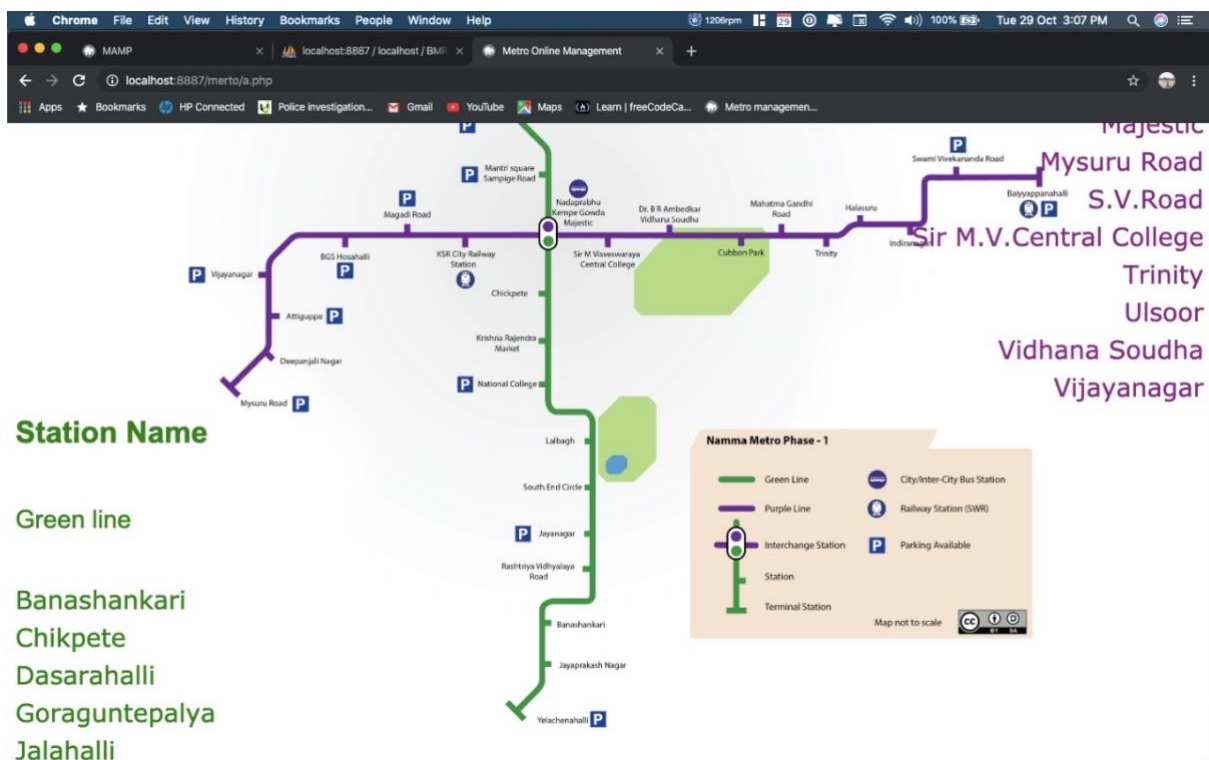 Chrome File Edit View History Bookmarks People Window Help
1206rpm 29 100% Tue 29 Oct 3:07 PM
MAMP
localhost:8887 / localhost / BMR
Metro Online Management
localhost:8887/merto/a.php
Apps Bookmarks HP Connected Police investigation... Gmail YouTube Maps Learn | freeCodeCa... Metro managemen...
Majestic
Mysuru Road
S.V.Road
Sir M.V.Central College
Trinity
Ulsoor
Vidhana Soudha
Vijayanagar
P
P
Mantri square
Sampige Road
P
Swami Vivekananda Road
Baiyyappanahalli
P
P
Magadi Road
Nadaprabhu
Kempe Gowda
Majestic
Dr. B R Ambedkar
Vidhana Soudha
Mahatma Gandhi
Road
Halasuru
Indiranagar
P
Vijayanagar
BGS Hosahalli
P
KSR City Railway
Station
Sir M Visveswaraya
Central College
Cubbon Park
Trinity
Chickpete
Attiguppe
P
Krishna Rajendra
Market
Deepanjali Nagar
P
National College
Mysuru Road
P
Lalbagh
South End Circle
P
Jayanagar
Rashtriya Vidhyalaya
Road
Banashankari
Jayaprakash Nagar
Yelachenahalli
P
Station Name
Green line
Banashankari
Chikpete
Dasarahalli
Goraguntepalya
Jalahalli
Namma Metro Phase - 1
Green Line
City/Inter-City Bus Station
Purple Line
Railway Station (SWR)
Interchange Station
P
Parking Available
Station
Terminal Station
Map not to scale
cc
BY SA